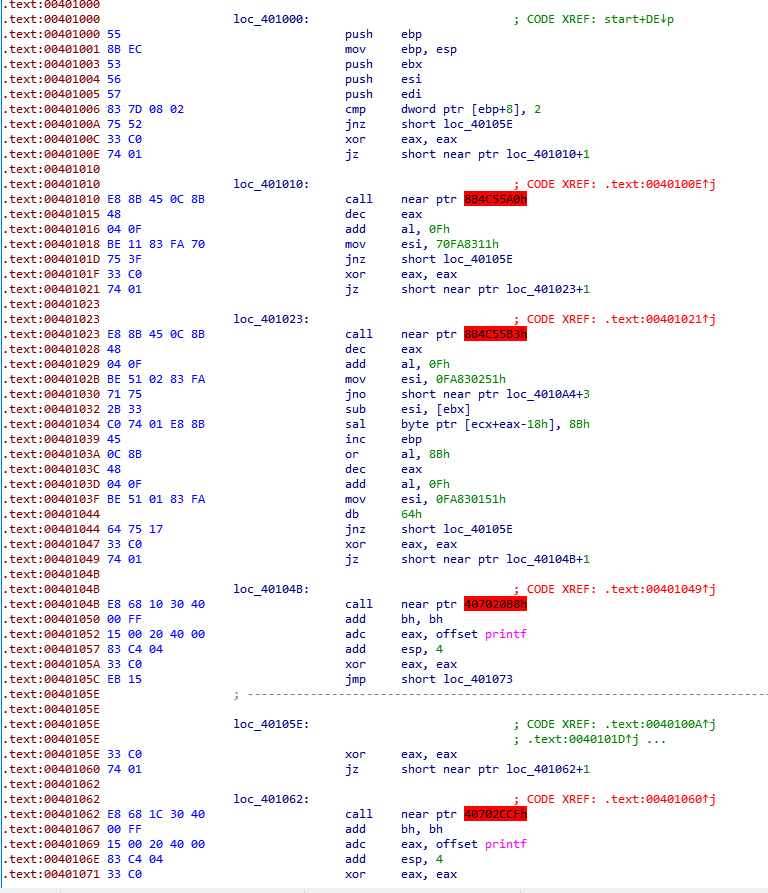 .text:00401000
.text:00401000 loc_401000: ; CODE XREF: start+DE↓p
.text:00401000 55 push ebp
.text:00401001 8B EC mov ebp, esp
.text:00401003 53 push ebx
.text:00401004 56 push esi
.text:00401005 57 push edi
.text:00401006 83 7D 08 02 cmp dword ptr [ebp+8], 2
.text:0040100A 75 52 jnz short loc_40105E
.text:0040100C 33 C0 xor eax, eax
.text:0040100E 74 01 jz short near ptr loc_401010+1
.text:00401010
.text:00401010 loc_401010: ; CODE XREF: .text:0040100E↑j
.text:00401010 E8 8B 45 0C 8B call near ptr 8B4C55A0h
.text:00401015 48 dec eax
.text:00401016 04 0F add al, 0Fh
.text:00401018 BE 11 83 FA 70 mov esi, 70FA8311h
.text:0040101D 75 3F jnz short loc_40105E
.text:0040101F 33 C0 xor eax, eax
.text:00401021 74 01 jz short near ptr loc_401023+1
.text:00401023
.text:00401023 loc_401023: ; CODE XREF: .text:00401021↑j
.text:00401023 E8 8B 45 0C 8B call near ptr 8B4C55B3h
.text:00401028 48 dec eax
.text:00401029 04 0F add al, 0Fh
.text:0040102B BE 51 02 83 FA mov esi, 0FA830251h
.text:00401030 71 75 jno short near ptr loc_4010A4+3
.text:00401032 2B 33 sub esi, [ebx]
.text:00401034 C0 74 01 E8 8B sal byte ptr [ecx+eax-18h], 8Bh
.text:00401039 45 inc ebp
.text:0040103A 0C 8B or al, 8Bh
.text:0040103C 48 dec eax
.text:0040103D 04 0F add al, 0Fh
.text:0040103F BE 51 01 83 FA mov esi, 0FA830151h
.text:00401044 db 64h
.text:00401044 64 75 17 jnz short loc_40105E
.text:00401047 33 C0 xor eax, eax
.text:00401049 74 01 jz short near ptr loc_40104B+1
.text:0040104B
.text:0040104B loc_40104B: ; CODE XREF: .text:00401049↑j
.text:0040104B E8 68 10 30 40 call near ptr 407020B8h
.text:00401050 00 FF add bh, bh
.text:00401052 15 00 20 40 00 adc eax, offset printf
.text:00401057 83 C4 04 add esp, 4
.text:0040105A 33 C0 xor eax, eax
.text:0040105C EB 15 jmp short loc_401073
.text:0040105E ; ---------------------------------------------------------------------------
.text:0040105E
.text:0040105E loc_40105E: ; CODE XREF: .text:0040100A↑j
.text:0040105E ; .text:0040101D↑j ...
.text:0040105E 33 C0 xor eax, eax
.text:00401060 74 01 jz short near ptr loc_401062+1
.text:00401062
.text:00401062 loc_401062: ; CODE XREF: .text:00401060↑j
.text:00401062 E8 68 1C 30 40 call near ptr 40702CCFh
.text:00401067 00 FF add bh, bh
.text:00401069 15 00 20 40 00 adc eax, offset printf
.text:0040106E 83 C4 04 add esp, 4
.text:00401071 33 C0 xor eax, eax